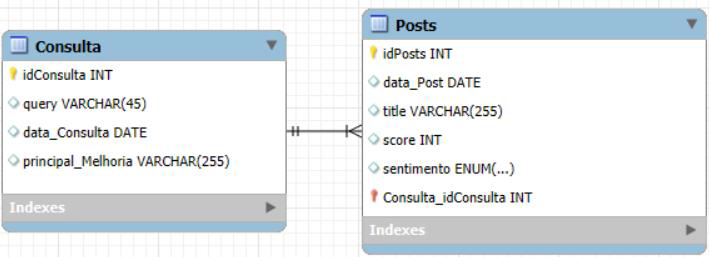 Consulta
idConsulta INT
query VARCHAR(45)
data_Consulta DATE
principal_Melhoria VARCHAR(255)
Indexes
Posts
idPosts INT
data_Post DATE
title VARCHAR(255)
score INT
sentimento ENUM(...)
Consulta_idConsulta INT
Indexes